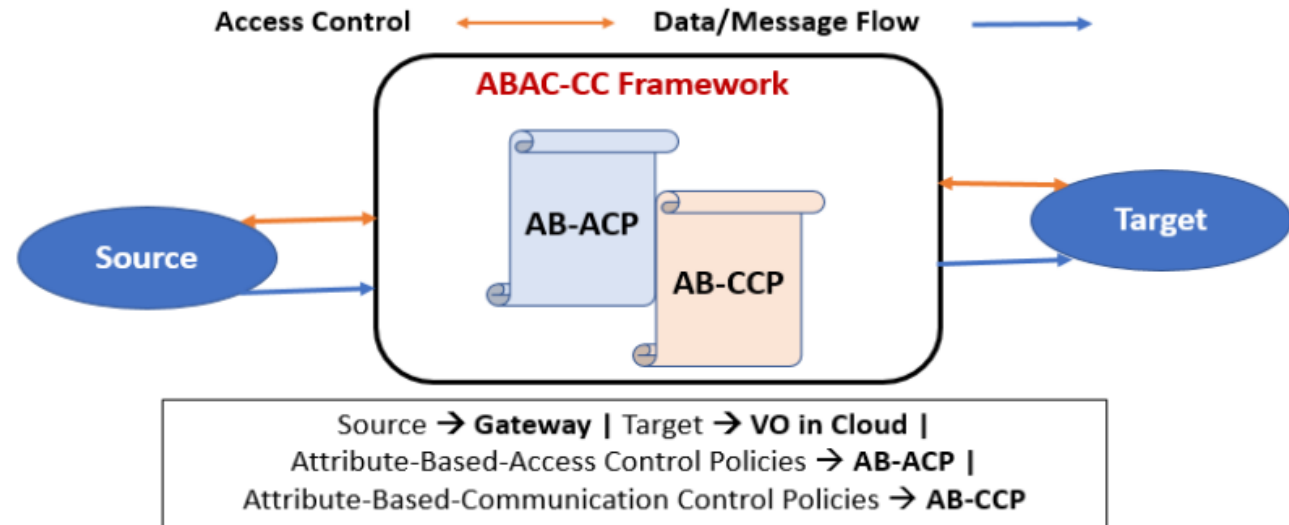 Access Control Data/Message Flow
ABAC-CC Framework
AB-ACP
AB-CCP
Source
Target
Source → Gateway | Target → VO in Cloud |
Attribute-Based-Access Control Policies → AB-ACP |
Attribute-Based-Communication Control Policies → AB-CCP